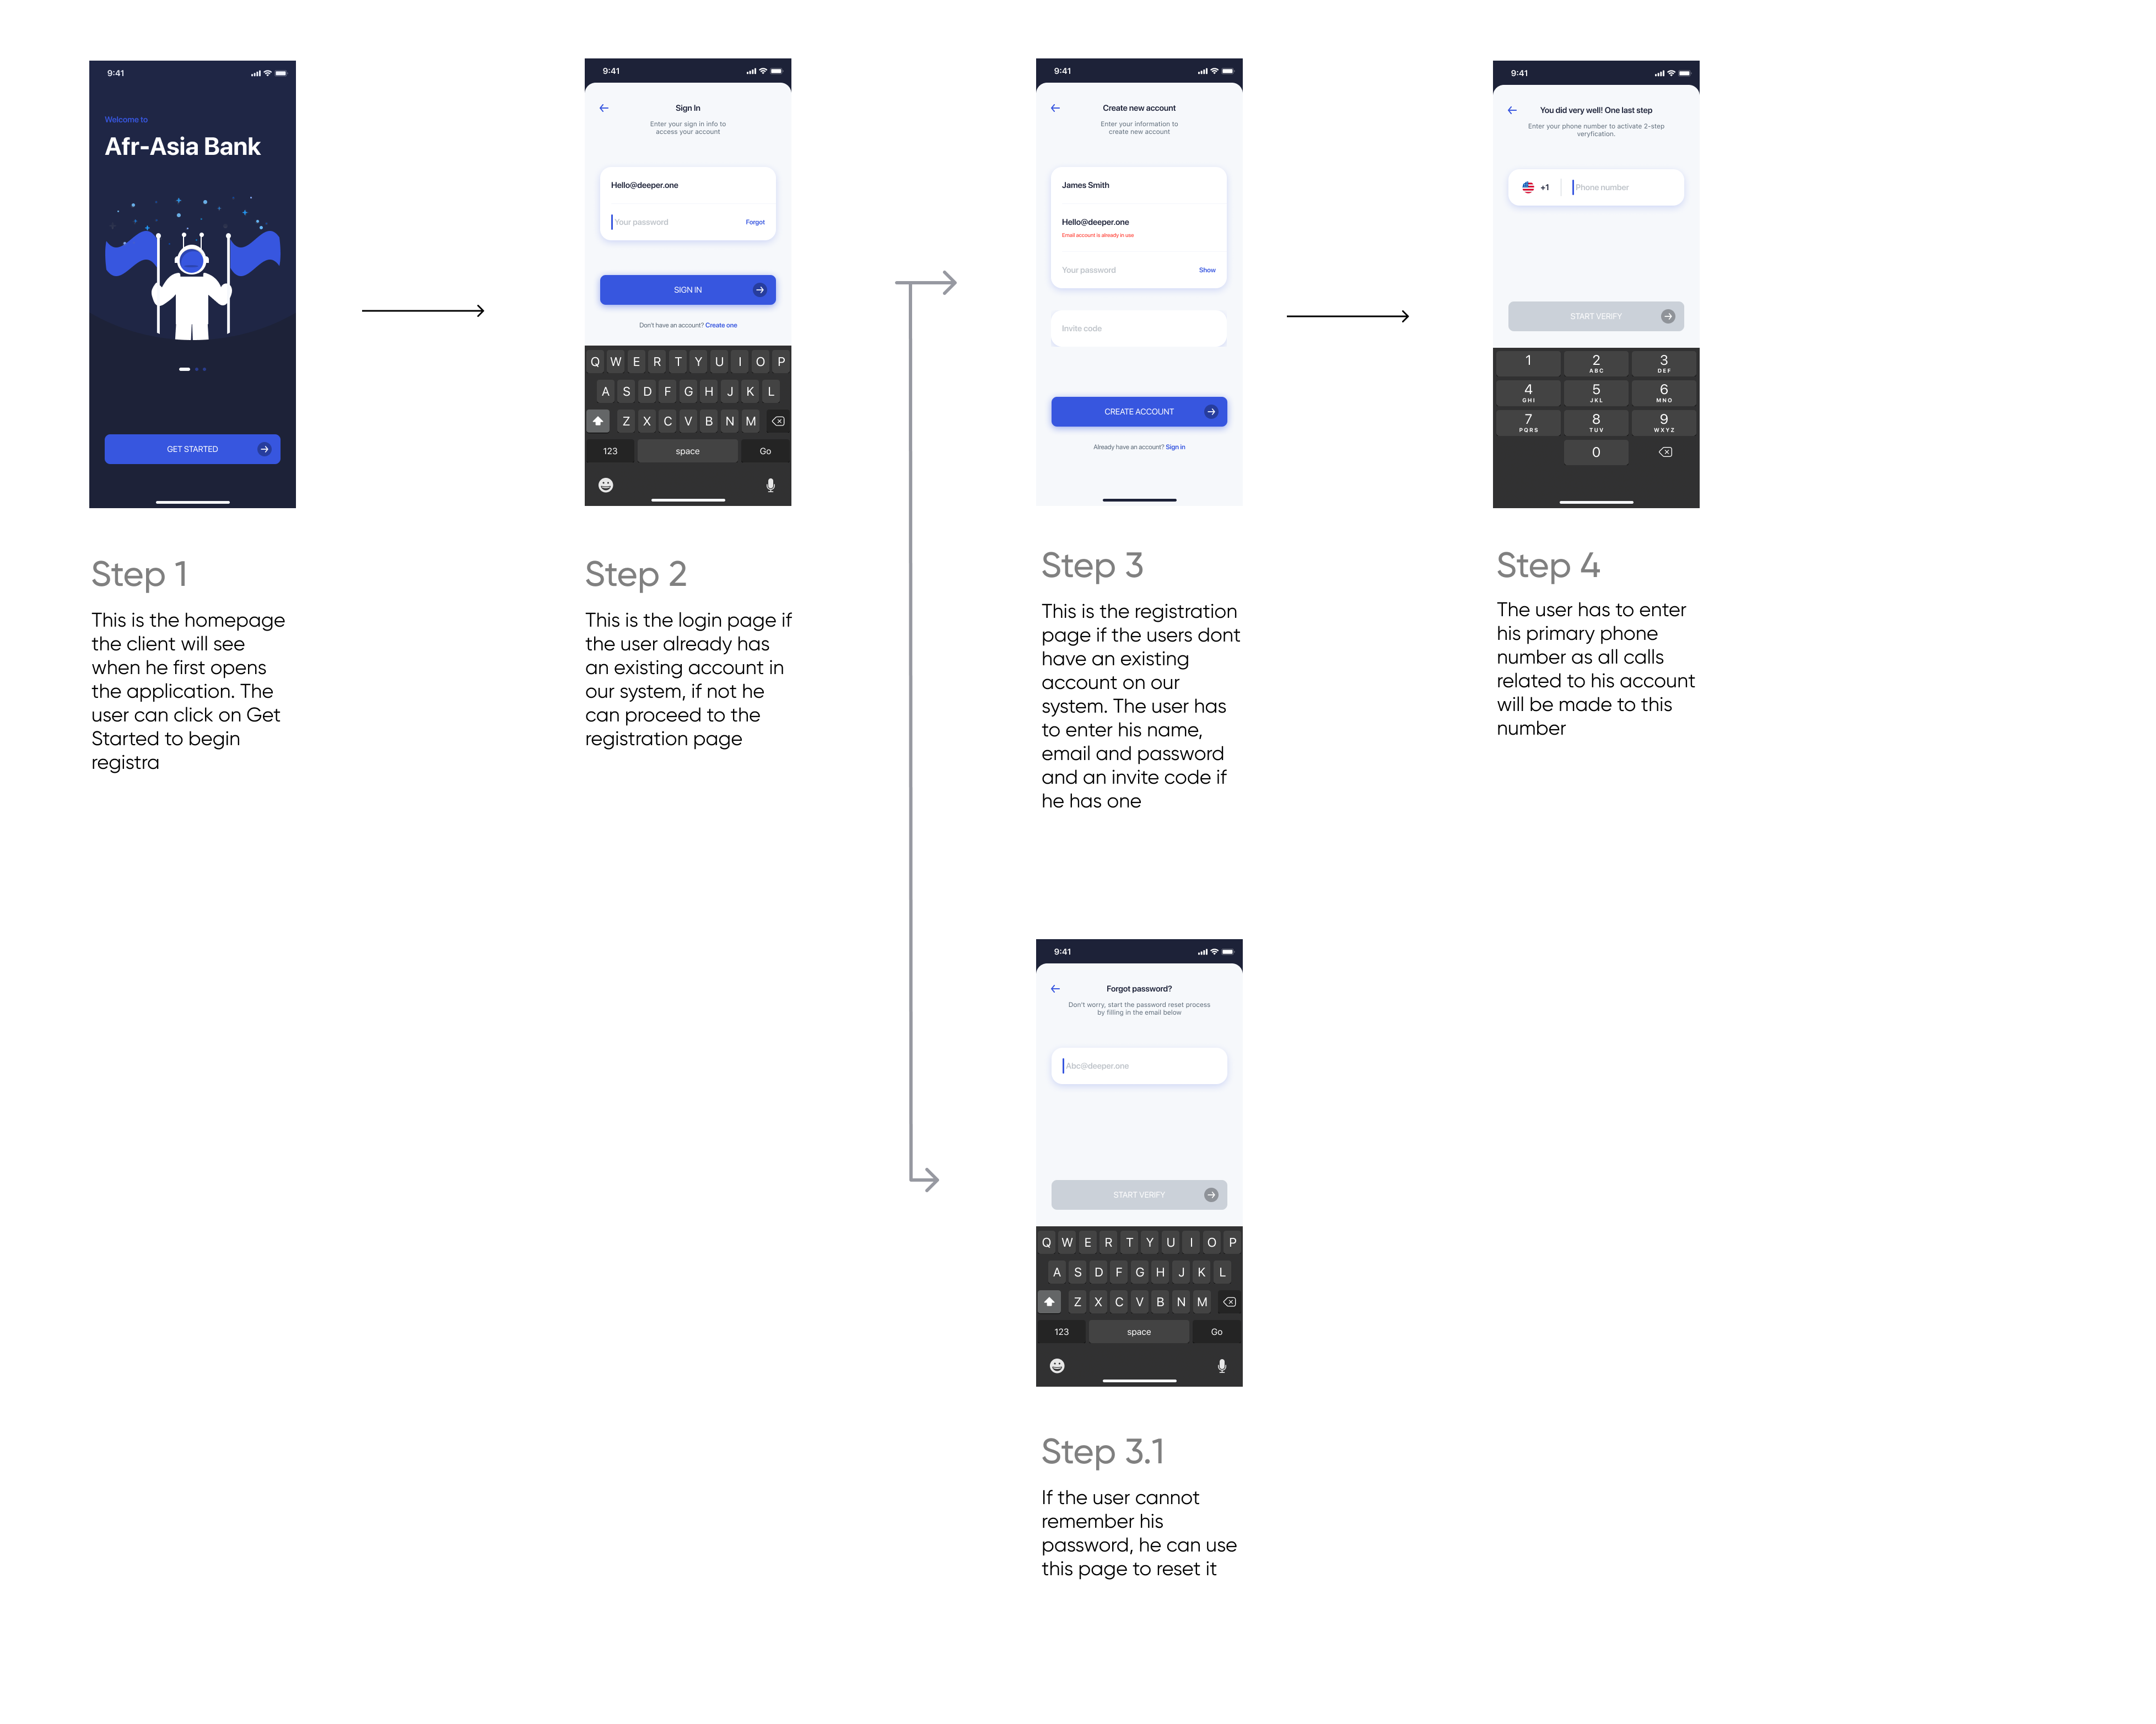 9:41
Welcome to
Afr-Asia Bank
GET STARTED
Step 1
This is the homepage
the client will see
when he first opens
the application. The
user can click on Get
Started to begin
registra
9:41
Sign In
Enter your sign in info to
access your account
Hello@deeper.one
Your password
Forgot
SIGN IN
Don't have an account? Create one
Q W E R T Y U I O P
A S D F G H J K L
Z X C V B N M
123 space Go
Step 2
This is the login page if
the user already has
an existing account in
our system, if not he
can proceed to the
registration page
9:41
Create new account
Enter your information to
create new account
James Smith
Hello@deeper.one
Email account is already in use
Your password
Show
Invite code
CREATE ACCOUNT
Already have an account? Sign in
Step 3
This is the registration
page if the users dont
have an existing
account on our
system. The user has
to enter his name,
email and password
and an invite code if
he has one
9:41
You did very well! One last step
Enter your phone number to activate 2-step
veryfication.
+1
Phone number
START VERIFY
1 2 3
ABC DEF
4 5 6
GHI JKL MNO
7 8 9
PQRS TUV WXYZ
0
Step 4
The user has to enter
his primary phone
number as all calls
related to his account
will be made to this
number
9:41
Forgot password?
Don't worry, start the password reset process
by filling in the email below
Abc@deeper.one
START VERIFY
Q W E R T Y U I O P
A S D F G H J K L
Z X C V B N M
123 space Go
Step 3.1
If the user cannot
remember his
password, he can use
this page to reset it